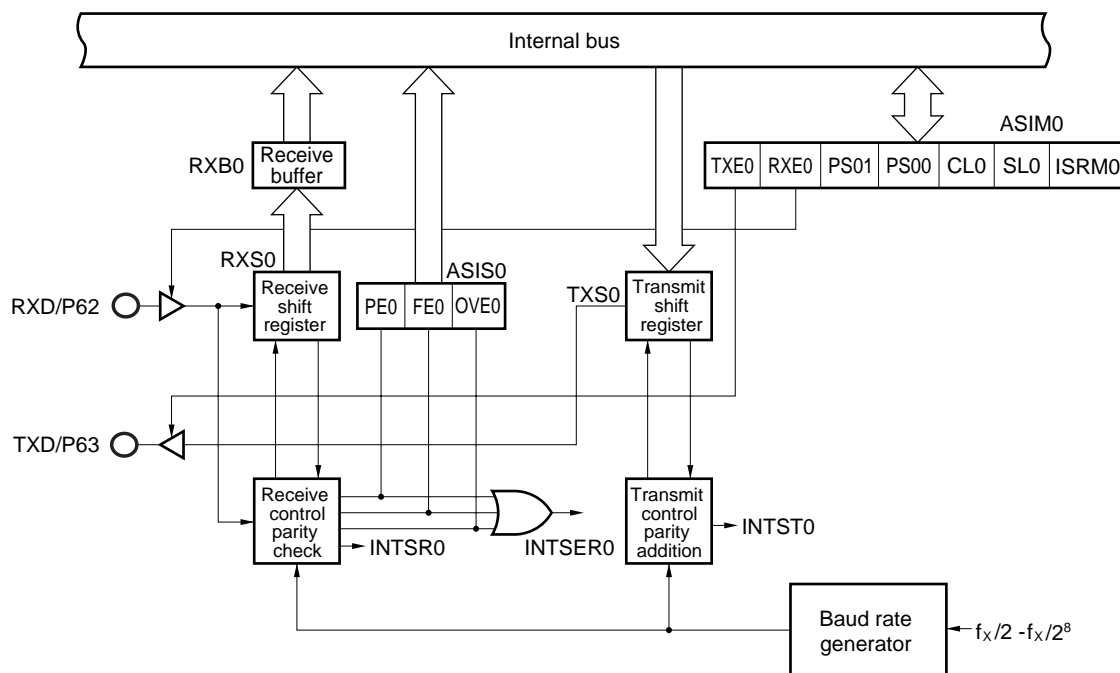 Internal bus
ASIM0
RXB0
Receive
buffer
TXE0 RXE0 PS01 PS00 CL0 SL0 ISRM0
RXS0
ASIS0
RXD/P62
Receive
shift
register
PE0 FE0 OVE0
TXS0
Transmit
shift
register
TXD/P63
Receive
control
parity
check
INTSR0
INTSER0
Transmit
control
parity
addition
INTST0
Baud rate
generator
fX/2 -fX/2⁸